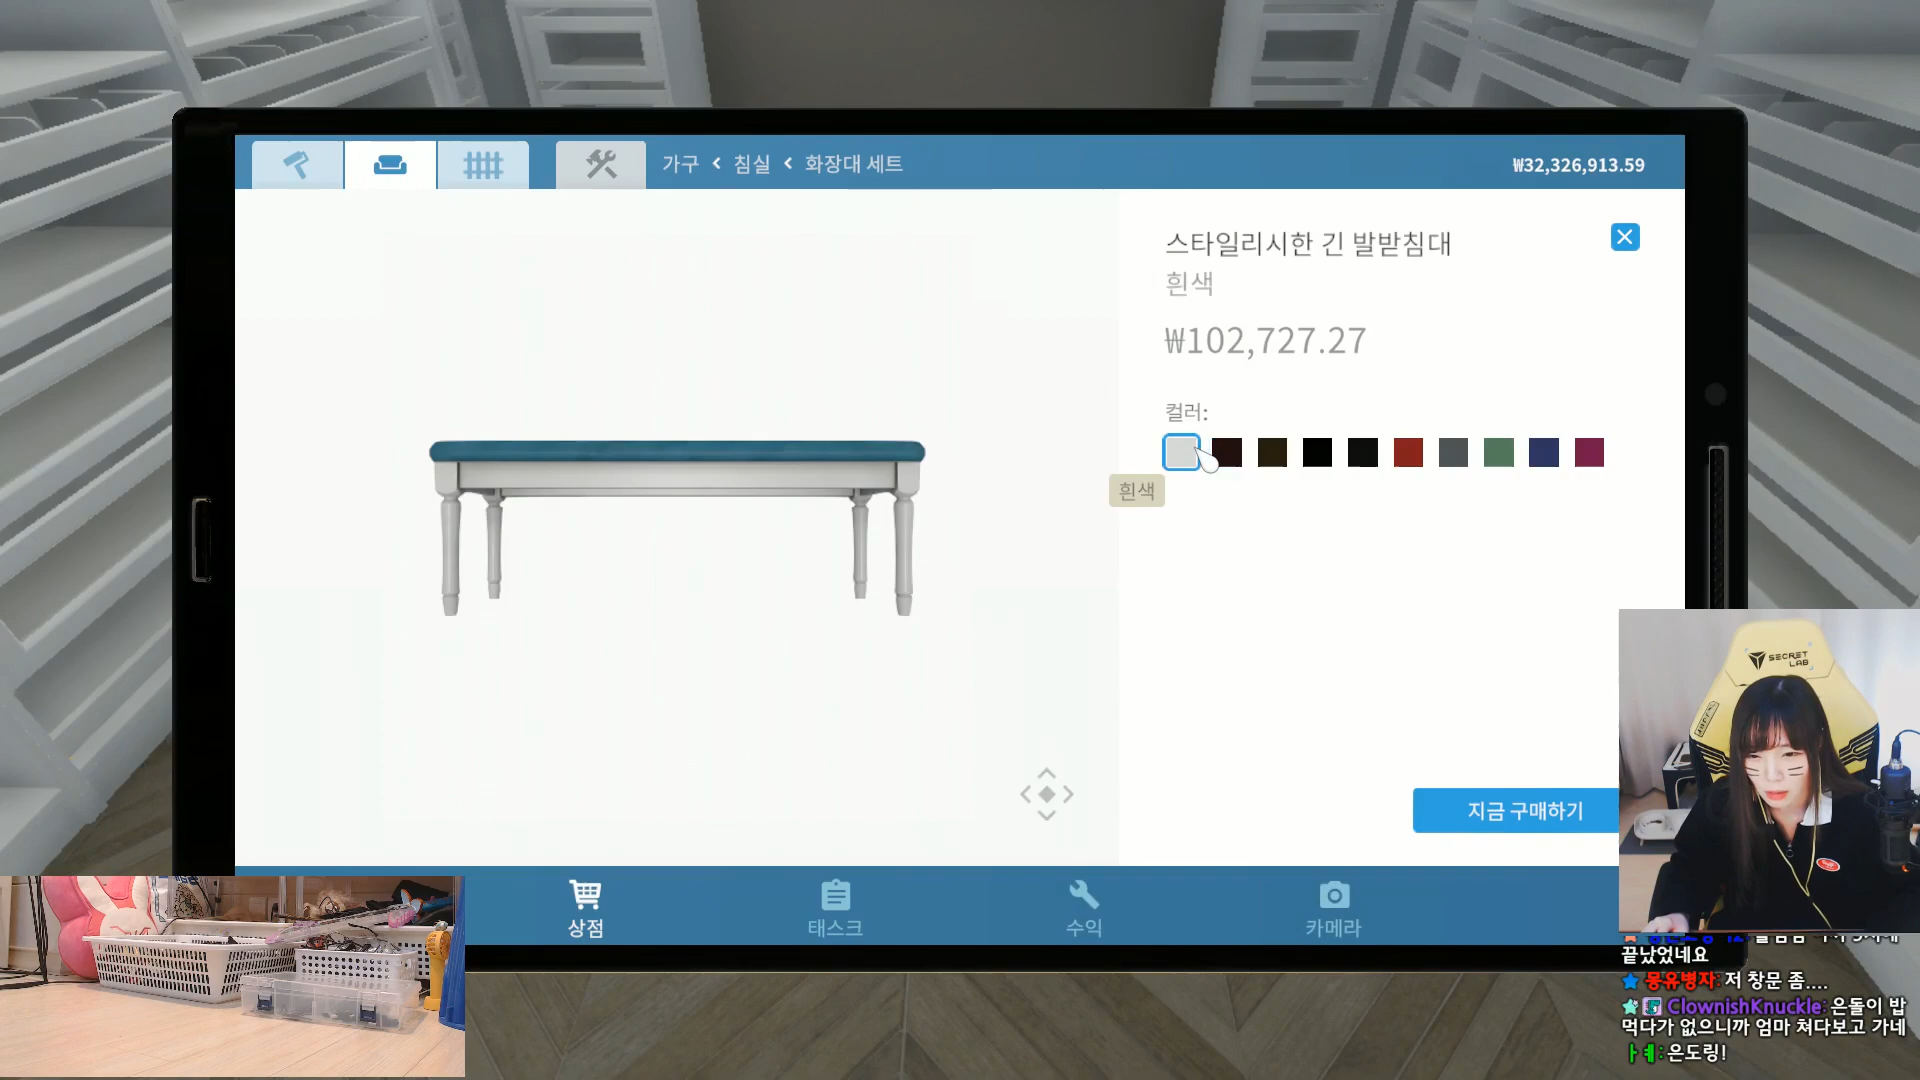 가구 < 침실 < 화장대 세트
₩32,326,913.59
스타일리시한 긴 발받침대
흰색
₩102,727.27
컬러:
흰색
지금 구매하기
상점
태스크
수익
카메라
SECRET
LAB
끝났었네요
몽유병자: 저 창문 좀....
ClownishKnuckle: 은돌이 밥
먹다가 없으니까 엄마 쳐다보고 가네
ㅏ홰: 은도링!